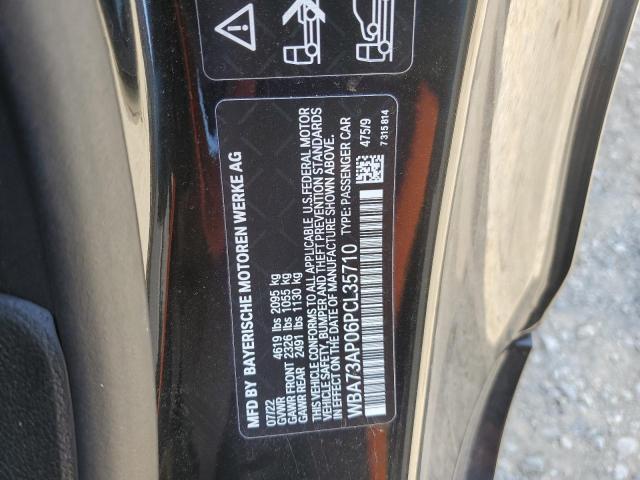 MFD BY BAYERISCHE MOTOREN WERKE AG
07/22
GVWR 4619 lbs 2095 kg
GAWR FRONT 2326 lbs 1055 kg
GAWR REAR 2491 lbs 1130 kg
THIS VEHICLE CONFORMS TO ALL APPLICABLE U.S.FEDERAL MOTOR
VEHICLE SAFETY, BUMPER AND THEFT PREVENTION STANDARDS
IN EFFECT ON THE DATE OF MANUFACTURE SHOWN ABOVE.
WBA73AP06PCL35710 TYPE: PASSENGER CAR
475/9
7 315 814